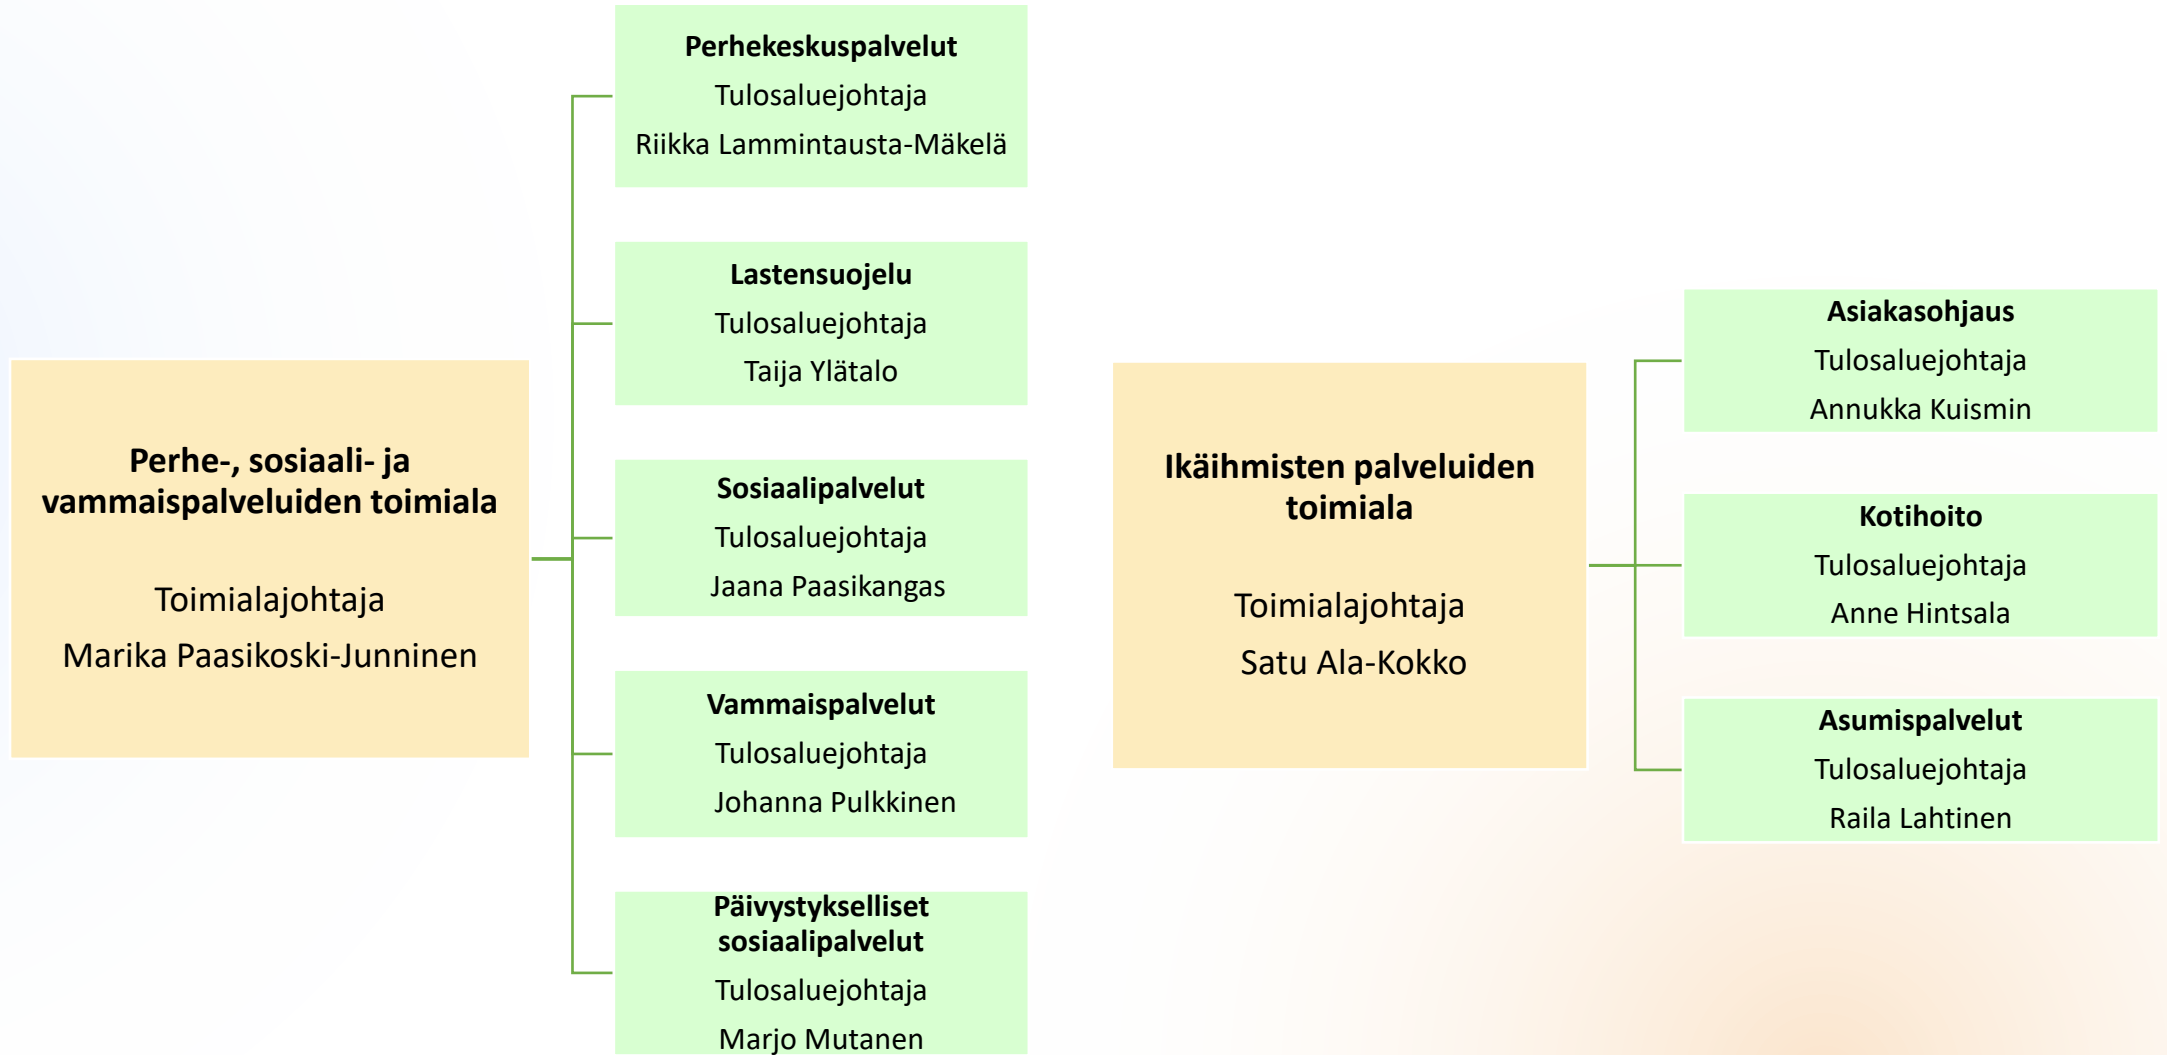 Perhe-, sosiaali- ja
vammaispalveluiden toimiala
Toimialajohtaja
Marika Paasikoski-Junninen
Perhekeskuspalvelut
Tulosaluejohtaja
Riikka Lammintausta-Mäkelä
Lastensuojelu
Tulosaluejohtaja
Taija Ylätalo
Sosiaalipalvelut
Tulosaluejohtaja
Jaana Paasikangas
Vammaispalvelut
Tulosaluejohtaja
Johanna Pulkkinen
Päivystykselliset
sosiaalipalvelut
Tulosaluejohtaja
Marjo Mutanen
Ikäihmisten palveluiden
toimiala
Toimialajohtaja
Satu Ala-Kokko
Asiakasohjaus
Tulosaluejohtaja
Annukka Kuismin
Kotihoito
Tulosaluejohtaja
Anne Hintsala
Asumispalvelut
Tulosaluejohtaja
Raila Lahtinen